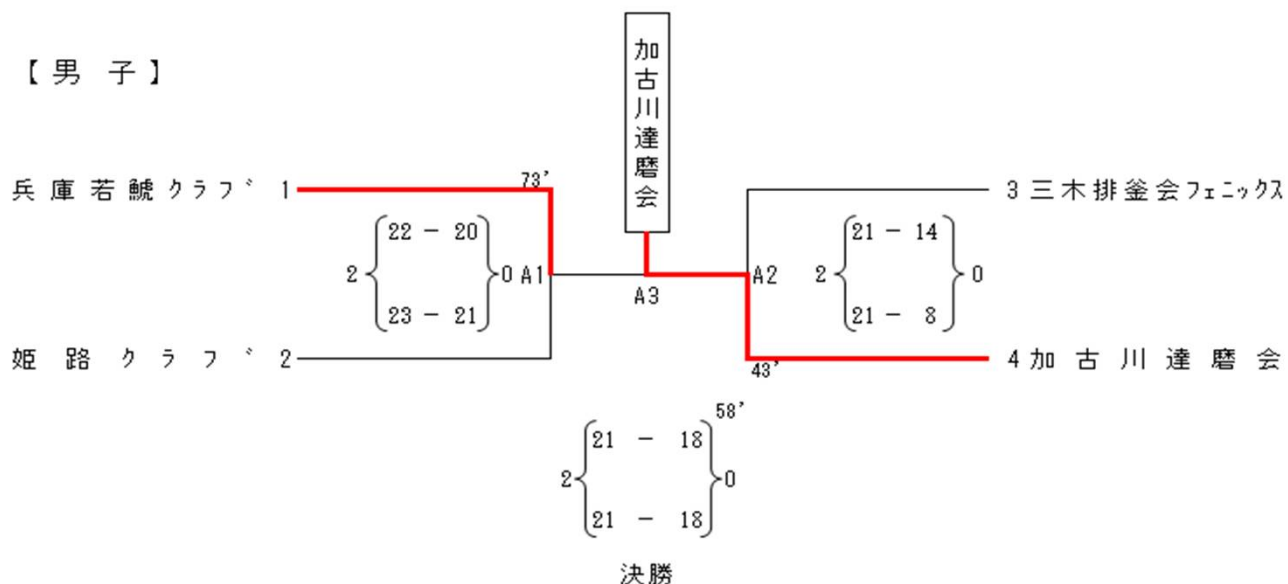 【男子】
加古川達磨会
兵庫若鯱クラブ 1
73'
3 三木排釜会フェニックス
22 － 20
2
0
A1
23 － 21
A3
A2
21 － 14
2
0
21 － 8
姫路クラブ 2
43'
4 加古川達磨会
58'
21 － 18
2
0
21 － 18
決勝